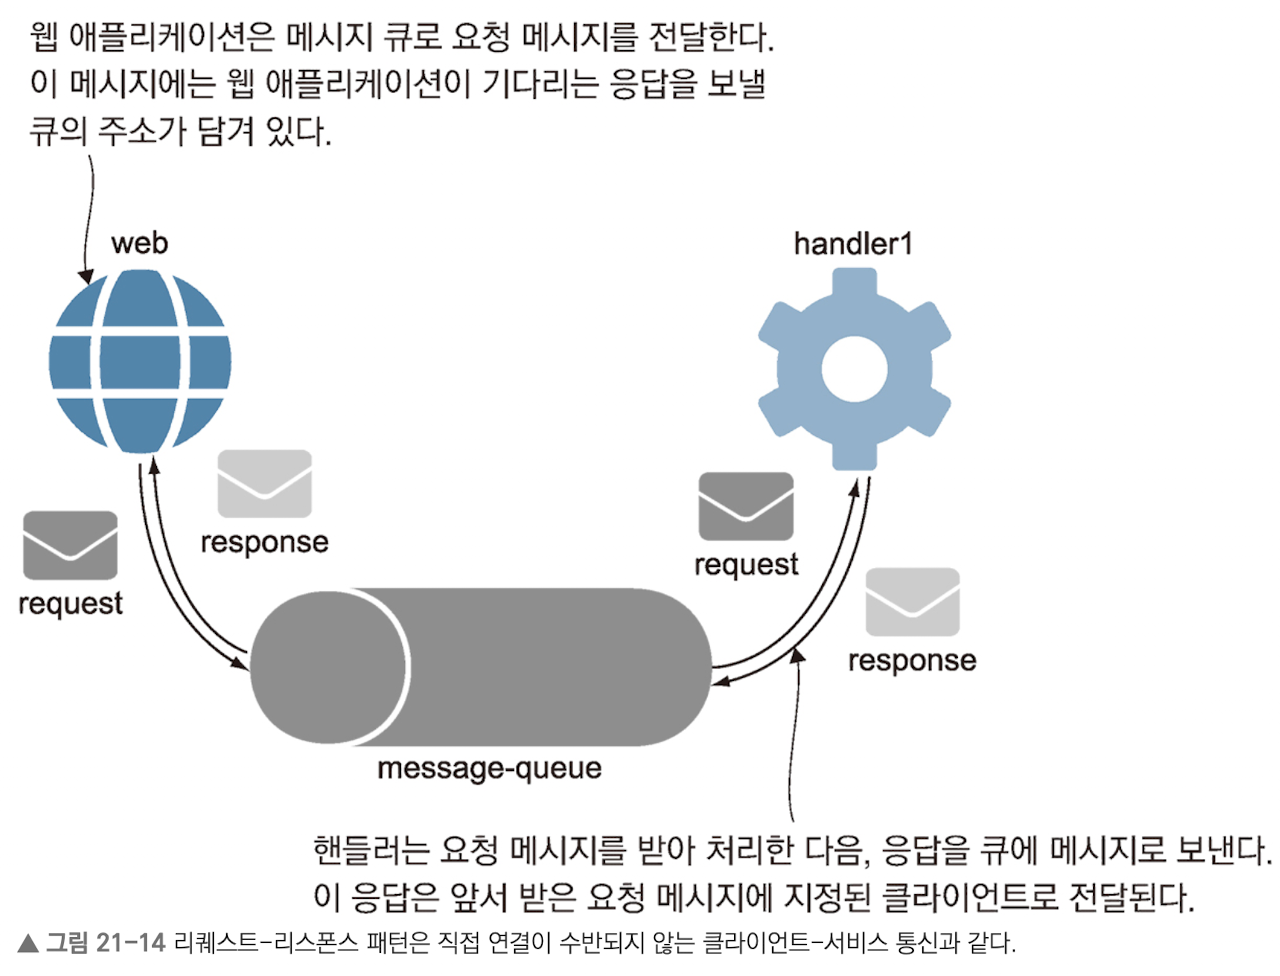 웹 애플리케이션은 메시지 큐로 요청 메시지를 전달한다.
이 메시지에는 웹 애플리케이션이 기다리는 응답을 보낼
큐의 주소가 담겨 있다.
web
handler1
response
request
request
response
message-queue
핸들러는 요청 메시지를 받아 처리한 다음, 응답을 큐에 메시지로 보낸다.
이 응답은 앞서 받은 요청 메시지에 지정된 클라이언트로 전달된다.
▲ 그림 21-14 리퀘스트-리스폰스 패턴은 직접 연결이 수반되지 않는 클라이언트-서비스 통신과 같다.